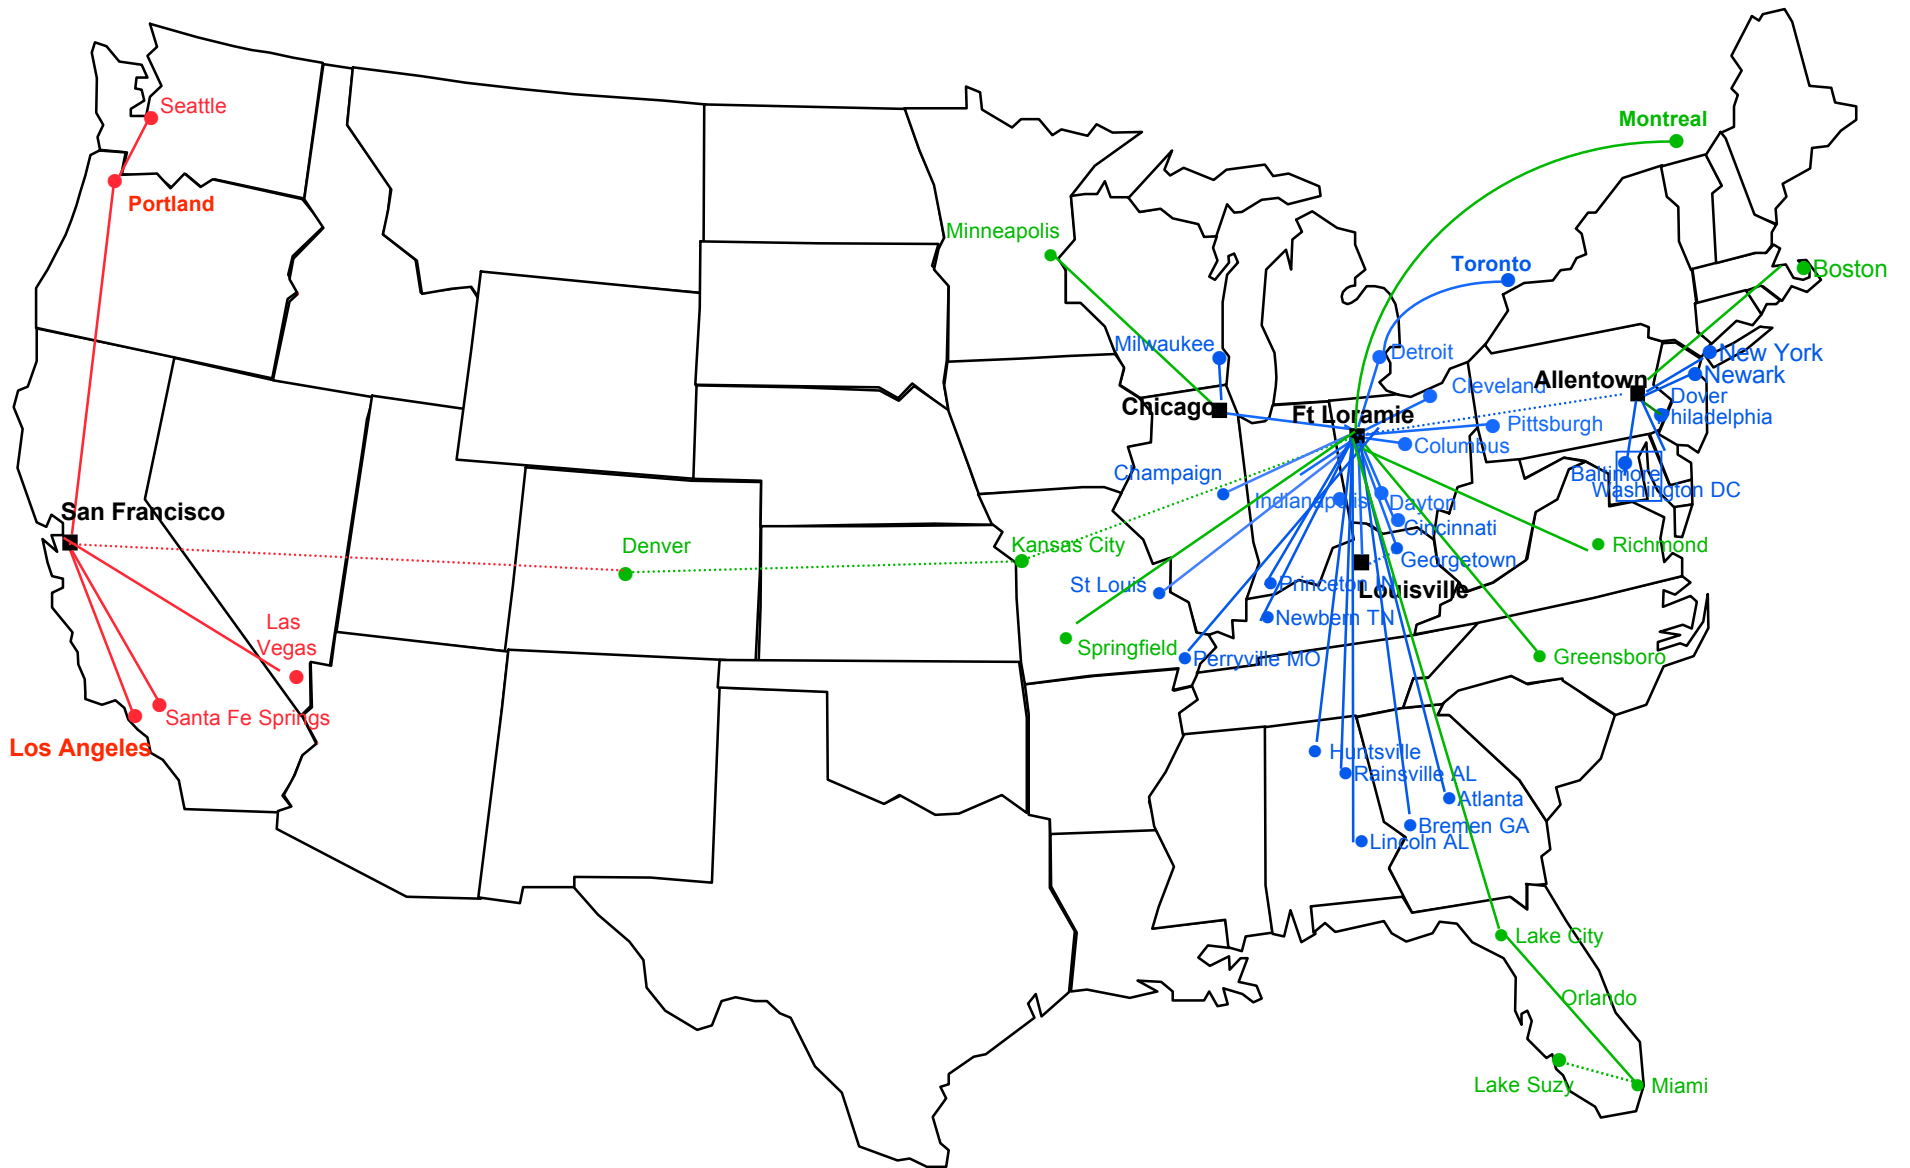 Seattle
Montreal
Portland
Minneapolis
Toronto
Boston
Milwaukee
Detroit
New York
Newark
Allentown
Cleveland
Dover
Chicago
Ft Loramie
Philadelphia
Pittsburgh
Columbus
Champaign
Baltimore
Washington DC
Indianapolis
Dayton
San Francisco
Cincinnati
Denver
Kansas City
Richmond
Georgetown
St Louis
Princeton IN
Louisville
Newbern TN
Las
Vegas
Springfield
Perryville MO
Greensboro
Santa Fe Springs
Los Angeles
Huntsville
Rainsville AL
Atlanta
Bremen GA
Lincoln AL
Lake City
Orlando
Lake Suzy
Miami